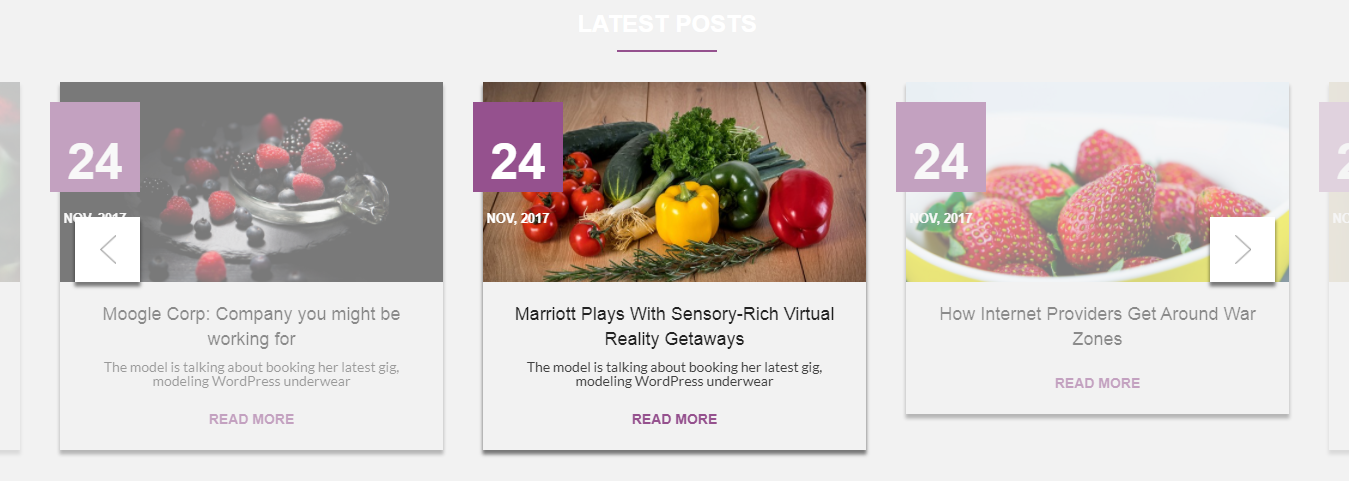 LATEST POSTS
24
NOV, 2017
Moogle Corp: Company you might be
working for
The model is talking about booking her latest gig,
modeling WordPress underwear
READ MORE
24
NOV, 2017
Marriott Plays With Sensory-Rich Virtual
Reality Getaways
The model is talking about booking her latest gig,
modeling WordPress underwear
READ MORE
24
NOV, 2017
How Internet Providers Get Around War
Zones
READ MORE